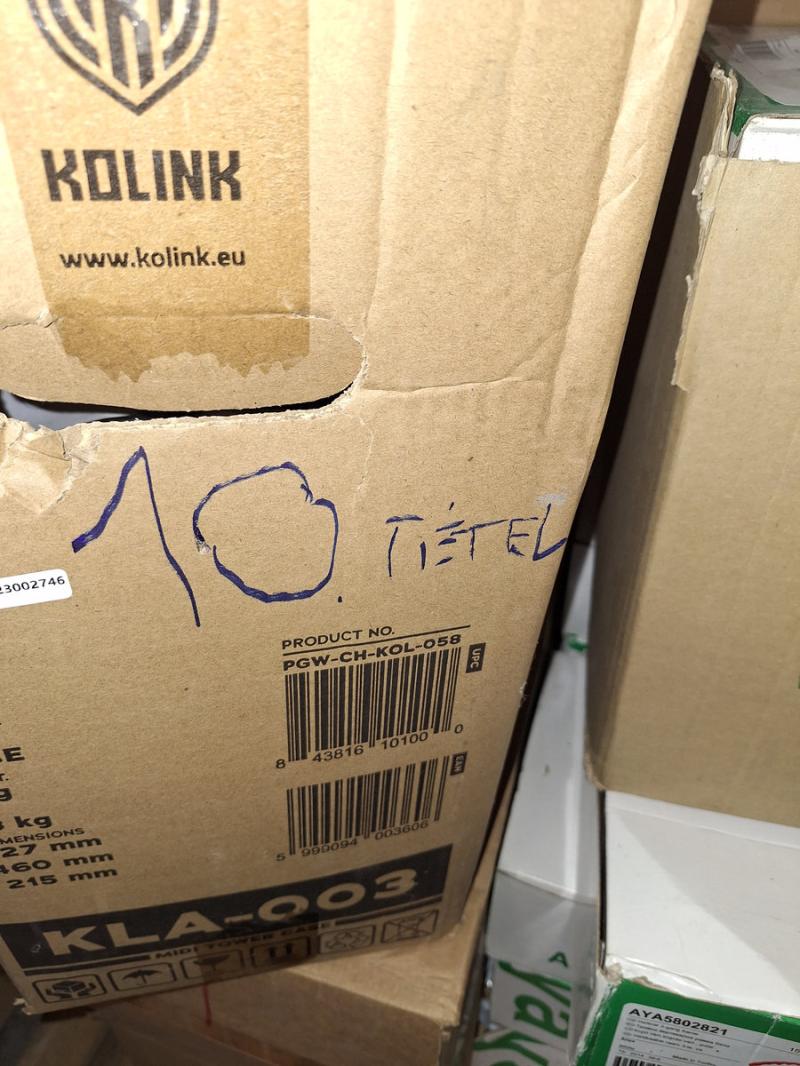 KOLINK
www.kolink.eu
10. TÉTEL
23002746
PRODUCT NO.
PGW-CH-KOL-058
UPC
8 43816 10100 0
EAN
5 999094 003606
kg
27 mm
460 mm
215 mm
KLA-003
MIDI TOWER CASE
AYA5802821